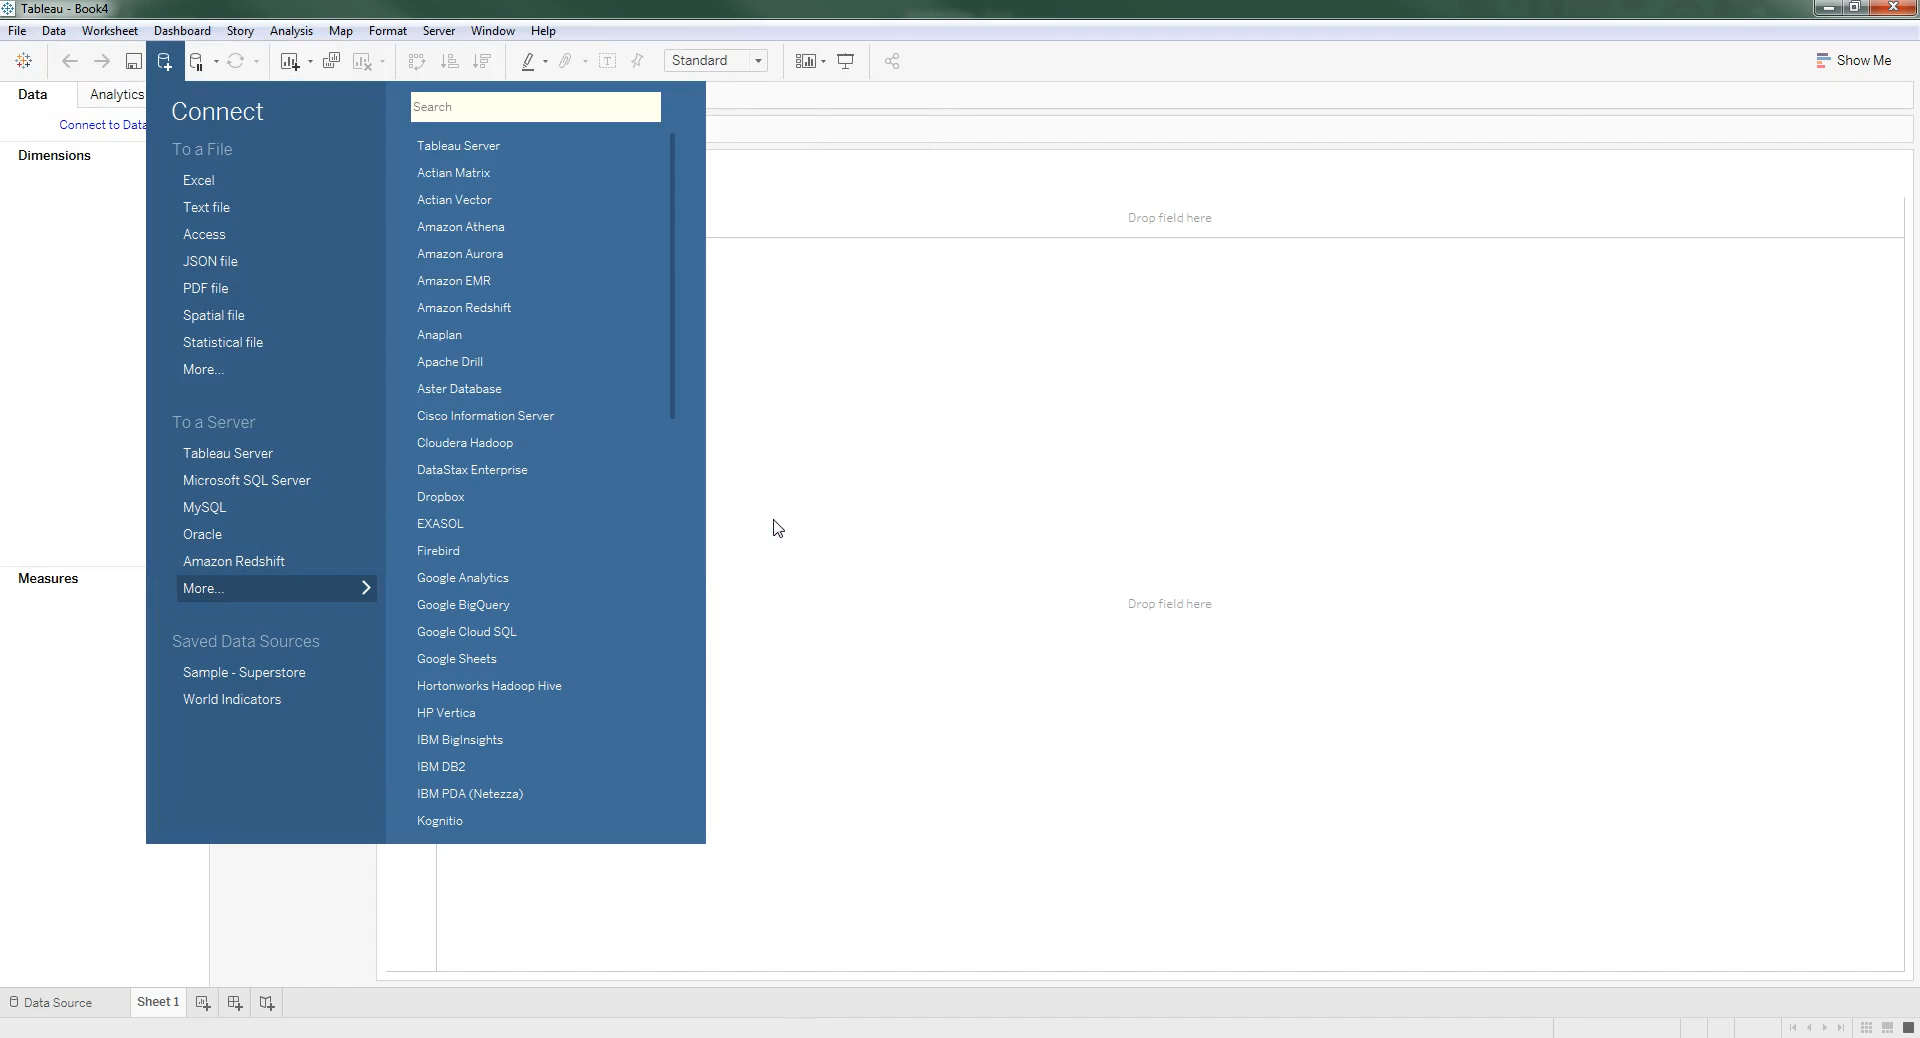 Tableau - Book4
File Data Worksheet Dashboard Story Analysis Map Format Server Window Help
Standard
Show Me
Data Analytics
Connect to Data
Dimensions
Measures
Connect
To a File
Excel
Text file
Access
JSON file
PDF file
Spatial file
Statistical file
More...
To a Server
Tableau Server
Microsoft SQL Server
MySQL
Oracle
Amazon Redshift
More...
Saved Data Sources
Sample - Superstore
World Indicators
Search
Tableau Server
Actian Matrix
Actian Vector
Amazon Athena
Amazon Aurora
Amazon EMR
Amazon Redshift
Anaplan
Apache Drill
Aster Database
Cisco Information Server
Cloudera Hadoop
DataStax Enterprise
Dropbox
EXASOL
Firebird
Google Analytics
Google BigQuery
Google Cloud SQL
Google Sheets
Hortonworks Hadoop Hive
HP Vertica
IBM BigInsights
IBM DB2
IBM PDA (Netezza)
Kognitio
Drop field here
Drop field here
Data Source
Sheet 1